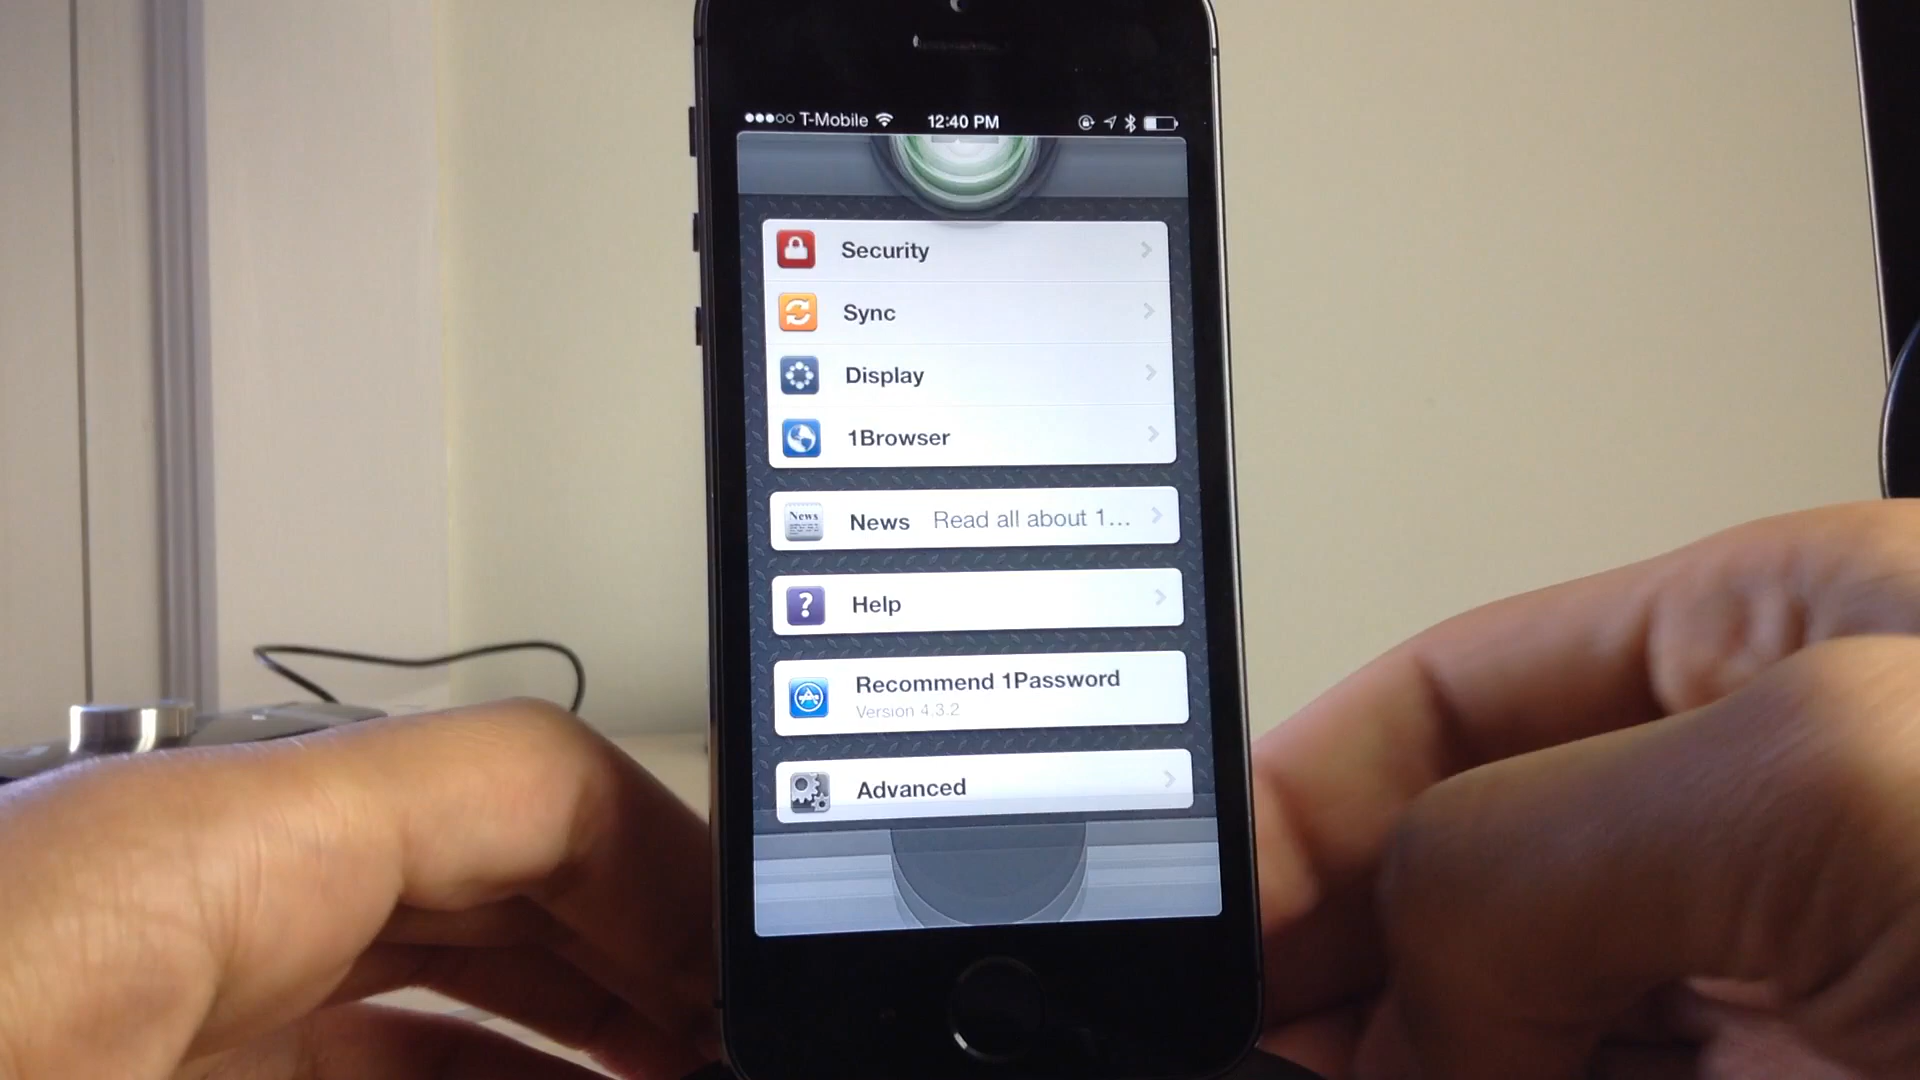 T-Mobile 12:40 PM
Security
Sync
Display
1Browser
News
News Read all about 1...
Help
Recommend 1Password
Version 4.3.2
Advanced